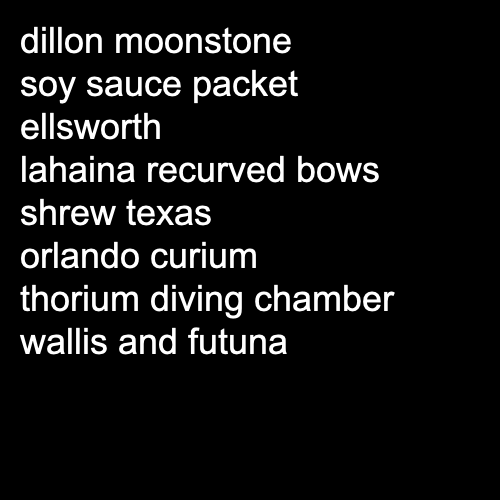 dillon moonstone
soy sauce packet
ellsworth
lahaina recurved bows
shrew texas
orlando curium
thorium diving chamber
wallis and futuna